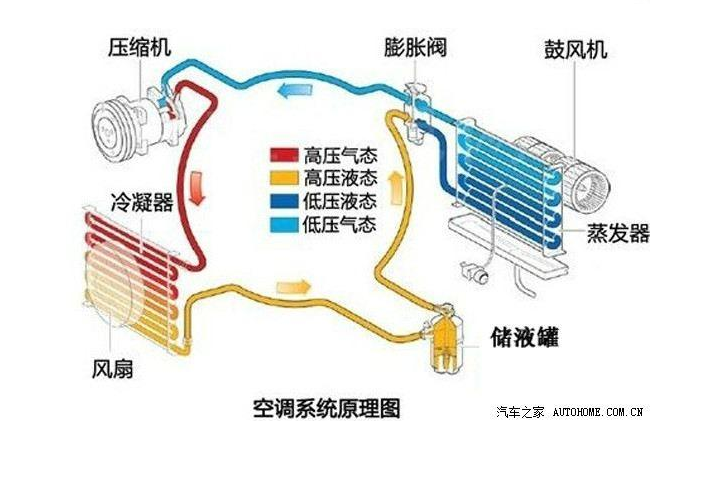 压缩机
膨胀阀
鼓风机
高压气态
高压液态
低压液态
低压气态
冷凝器
蒸发器
储液罐
风扇
空调系统原理图
汽车之家 AUTOHOME.COM.CN